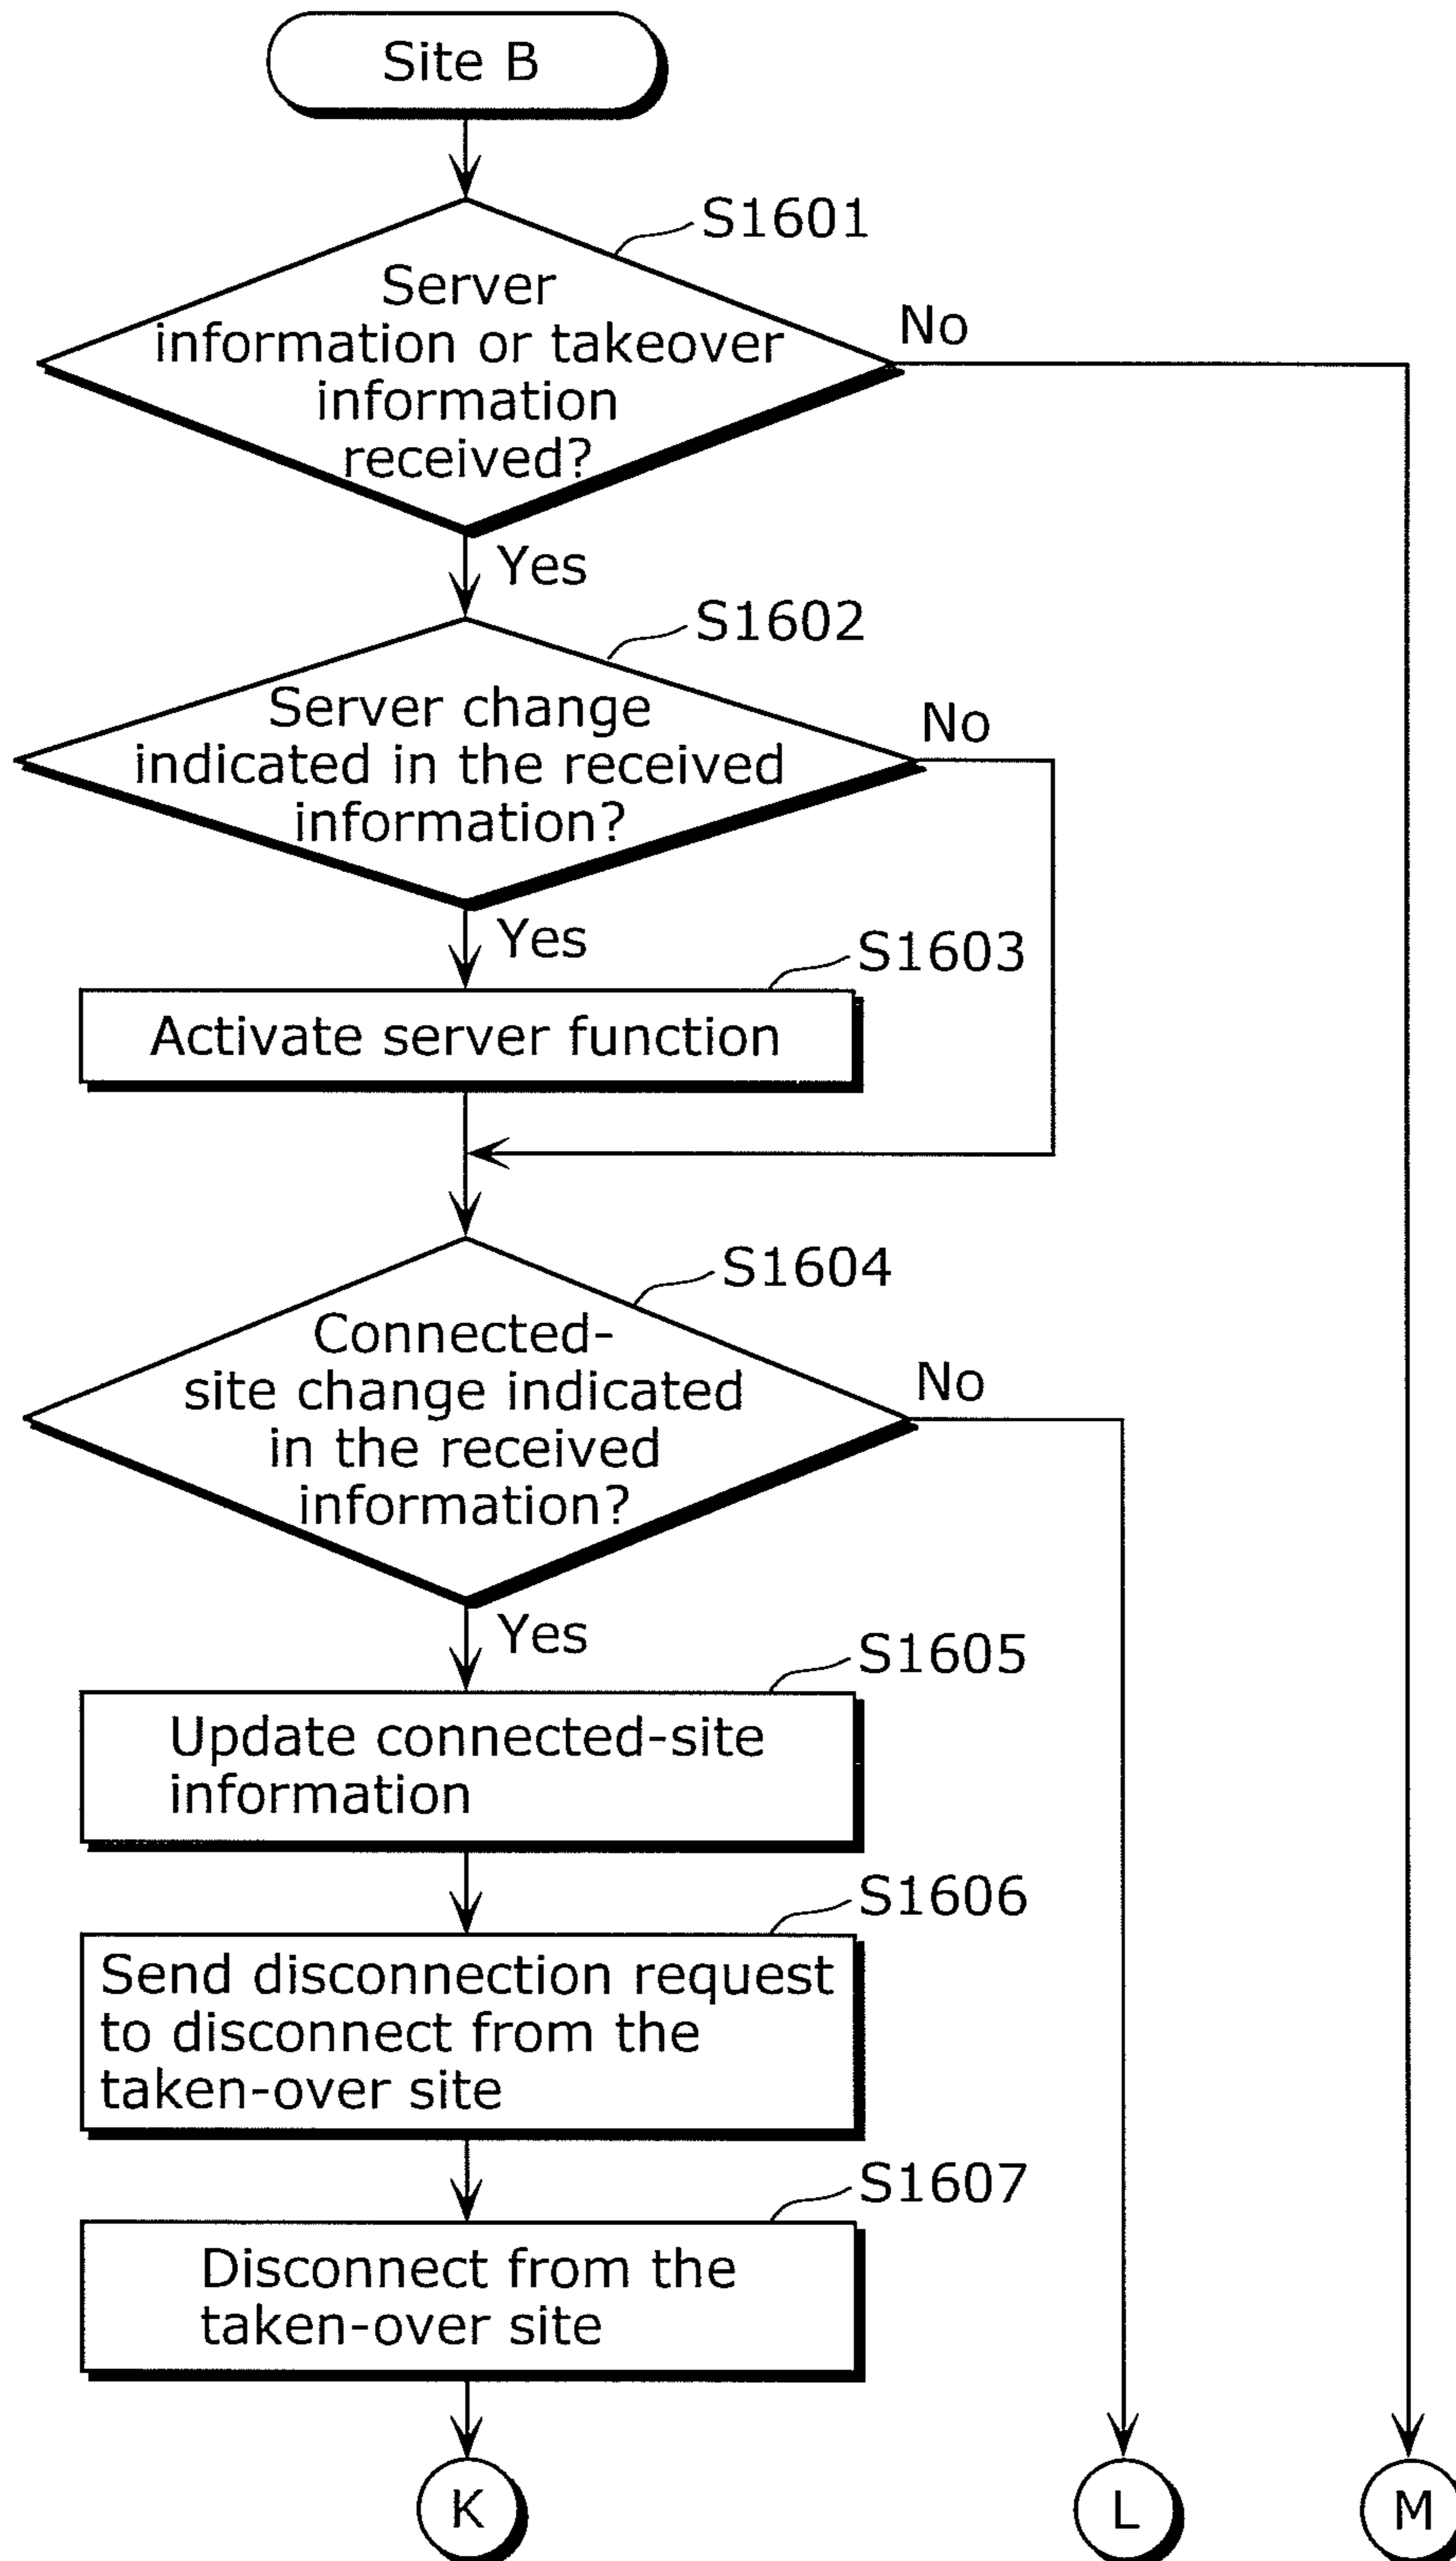 Site B
S1601
Server
information or takeover
information
received?
No
Yes
S1602
Server change
indicated in the received
information?
No
Yes
S1603
Activate server function
S1604
Connected-
site change indicated
in the received
information?
No
Yes
S1605
Update connected-site
information
S1606
Send disconnection request
to disconnect from the
taken-over site
S1607
Disconnect from the
taken-over site
K
L
M